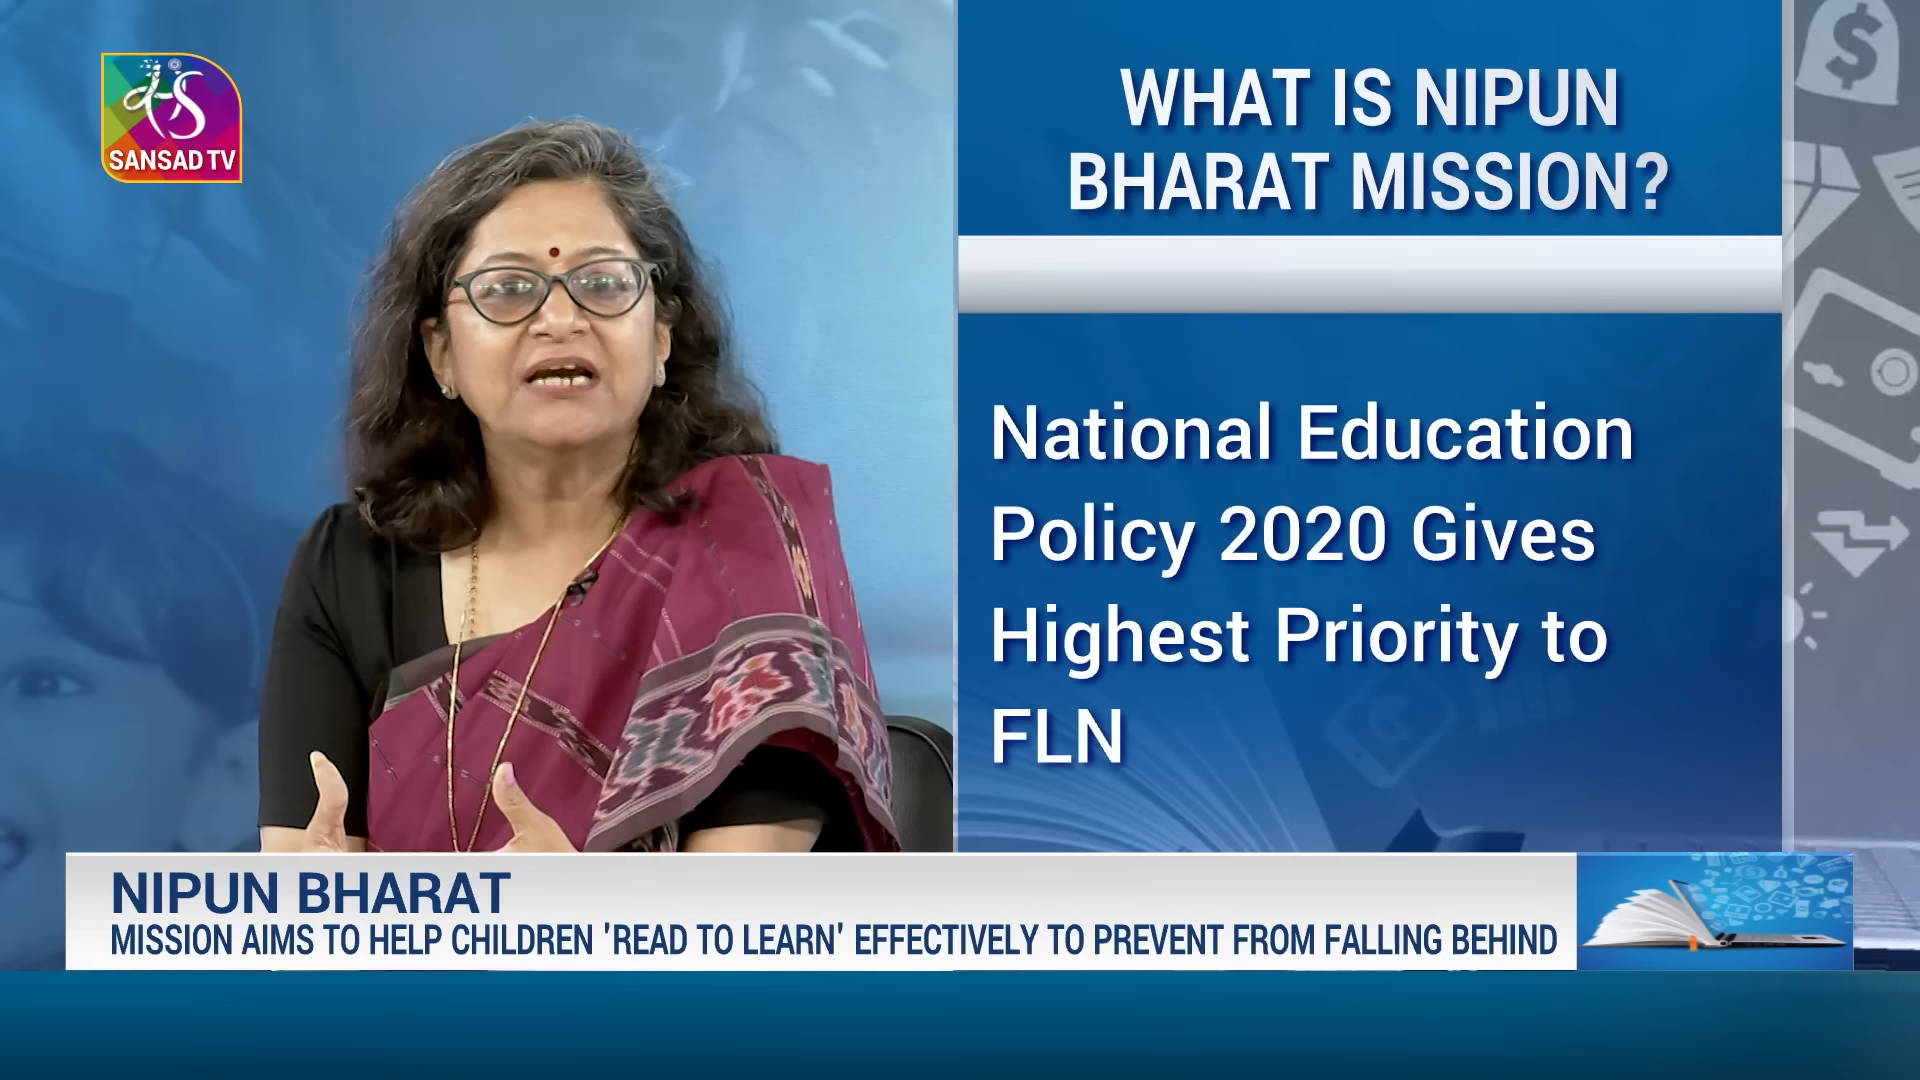 SANSAD TV
WHAT IS NIPUN
BHARAT MISSION?
National Education
Policy 2020 Gives
Highest Priority to
FLN
NIPUN BHARAT
MISSION AIMS TO HELP CHILDREN 'READ TO LEARN' EFFECTIVELY TO PREVENT FROM FALLING BEHIND